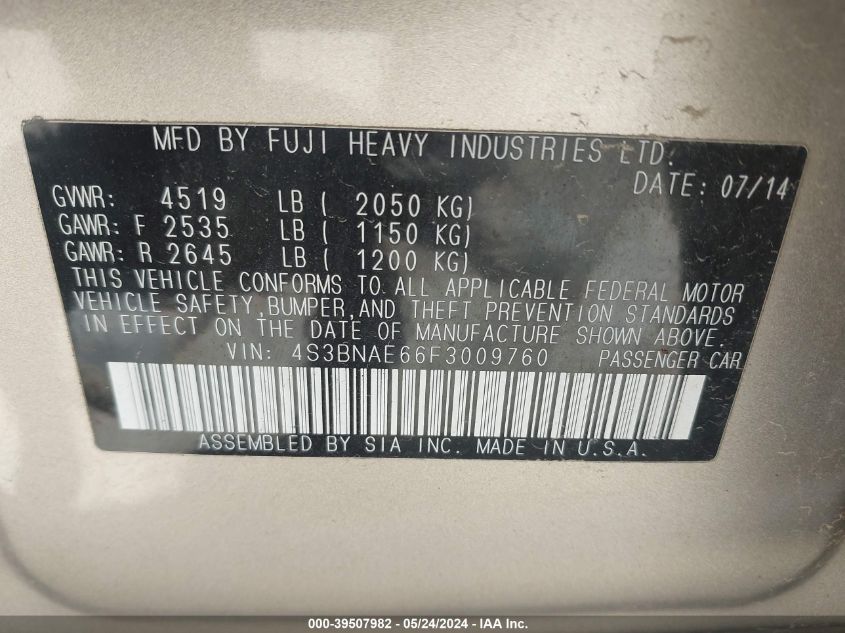 MFD BY FUJI HEAVY INDUSTRIES LTD.
DATE: 07/14
GVWR: 4519 LB ( 2050 KG)
GAWR: F 2535 LB ( 1150 KG)
GAWR: R 2645 LB ( 1200 KG)
THIS VEHICLE CONFORMS TO ALL APPLICABLE FEDERAL MOTOR
VEHICLE SAFETY, BUMPER, AND THEFT PREVENTION STANDARDS
IN EFFECT ON THE DATE OF MANUFACTURE SHOWN ABOVE.
VIN: 4S3BNAE66F3009760 PASSENGER CAR
ASSEMBLED BY SIA INC. MADE IN U.S.A.
000-39507982 - 05/24/2024 - IAA Inc.